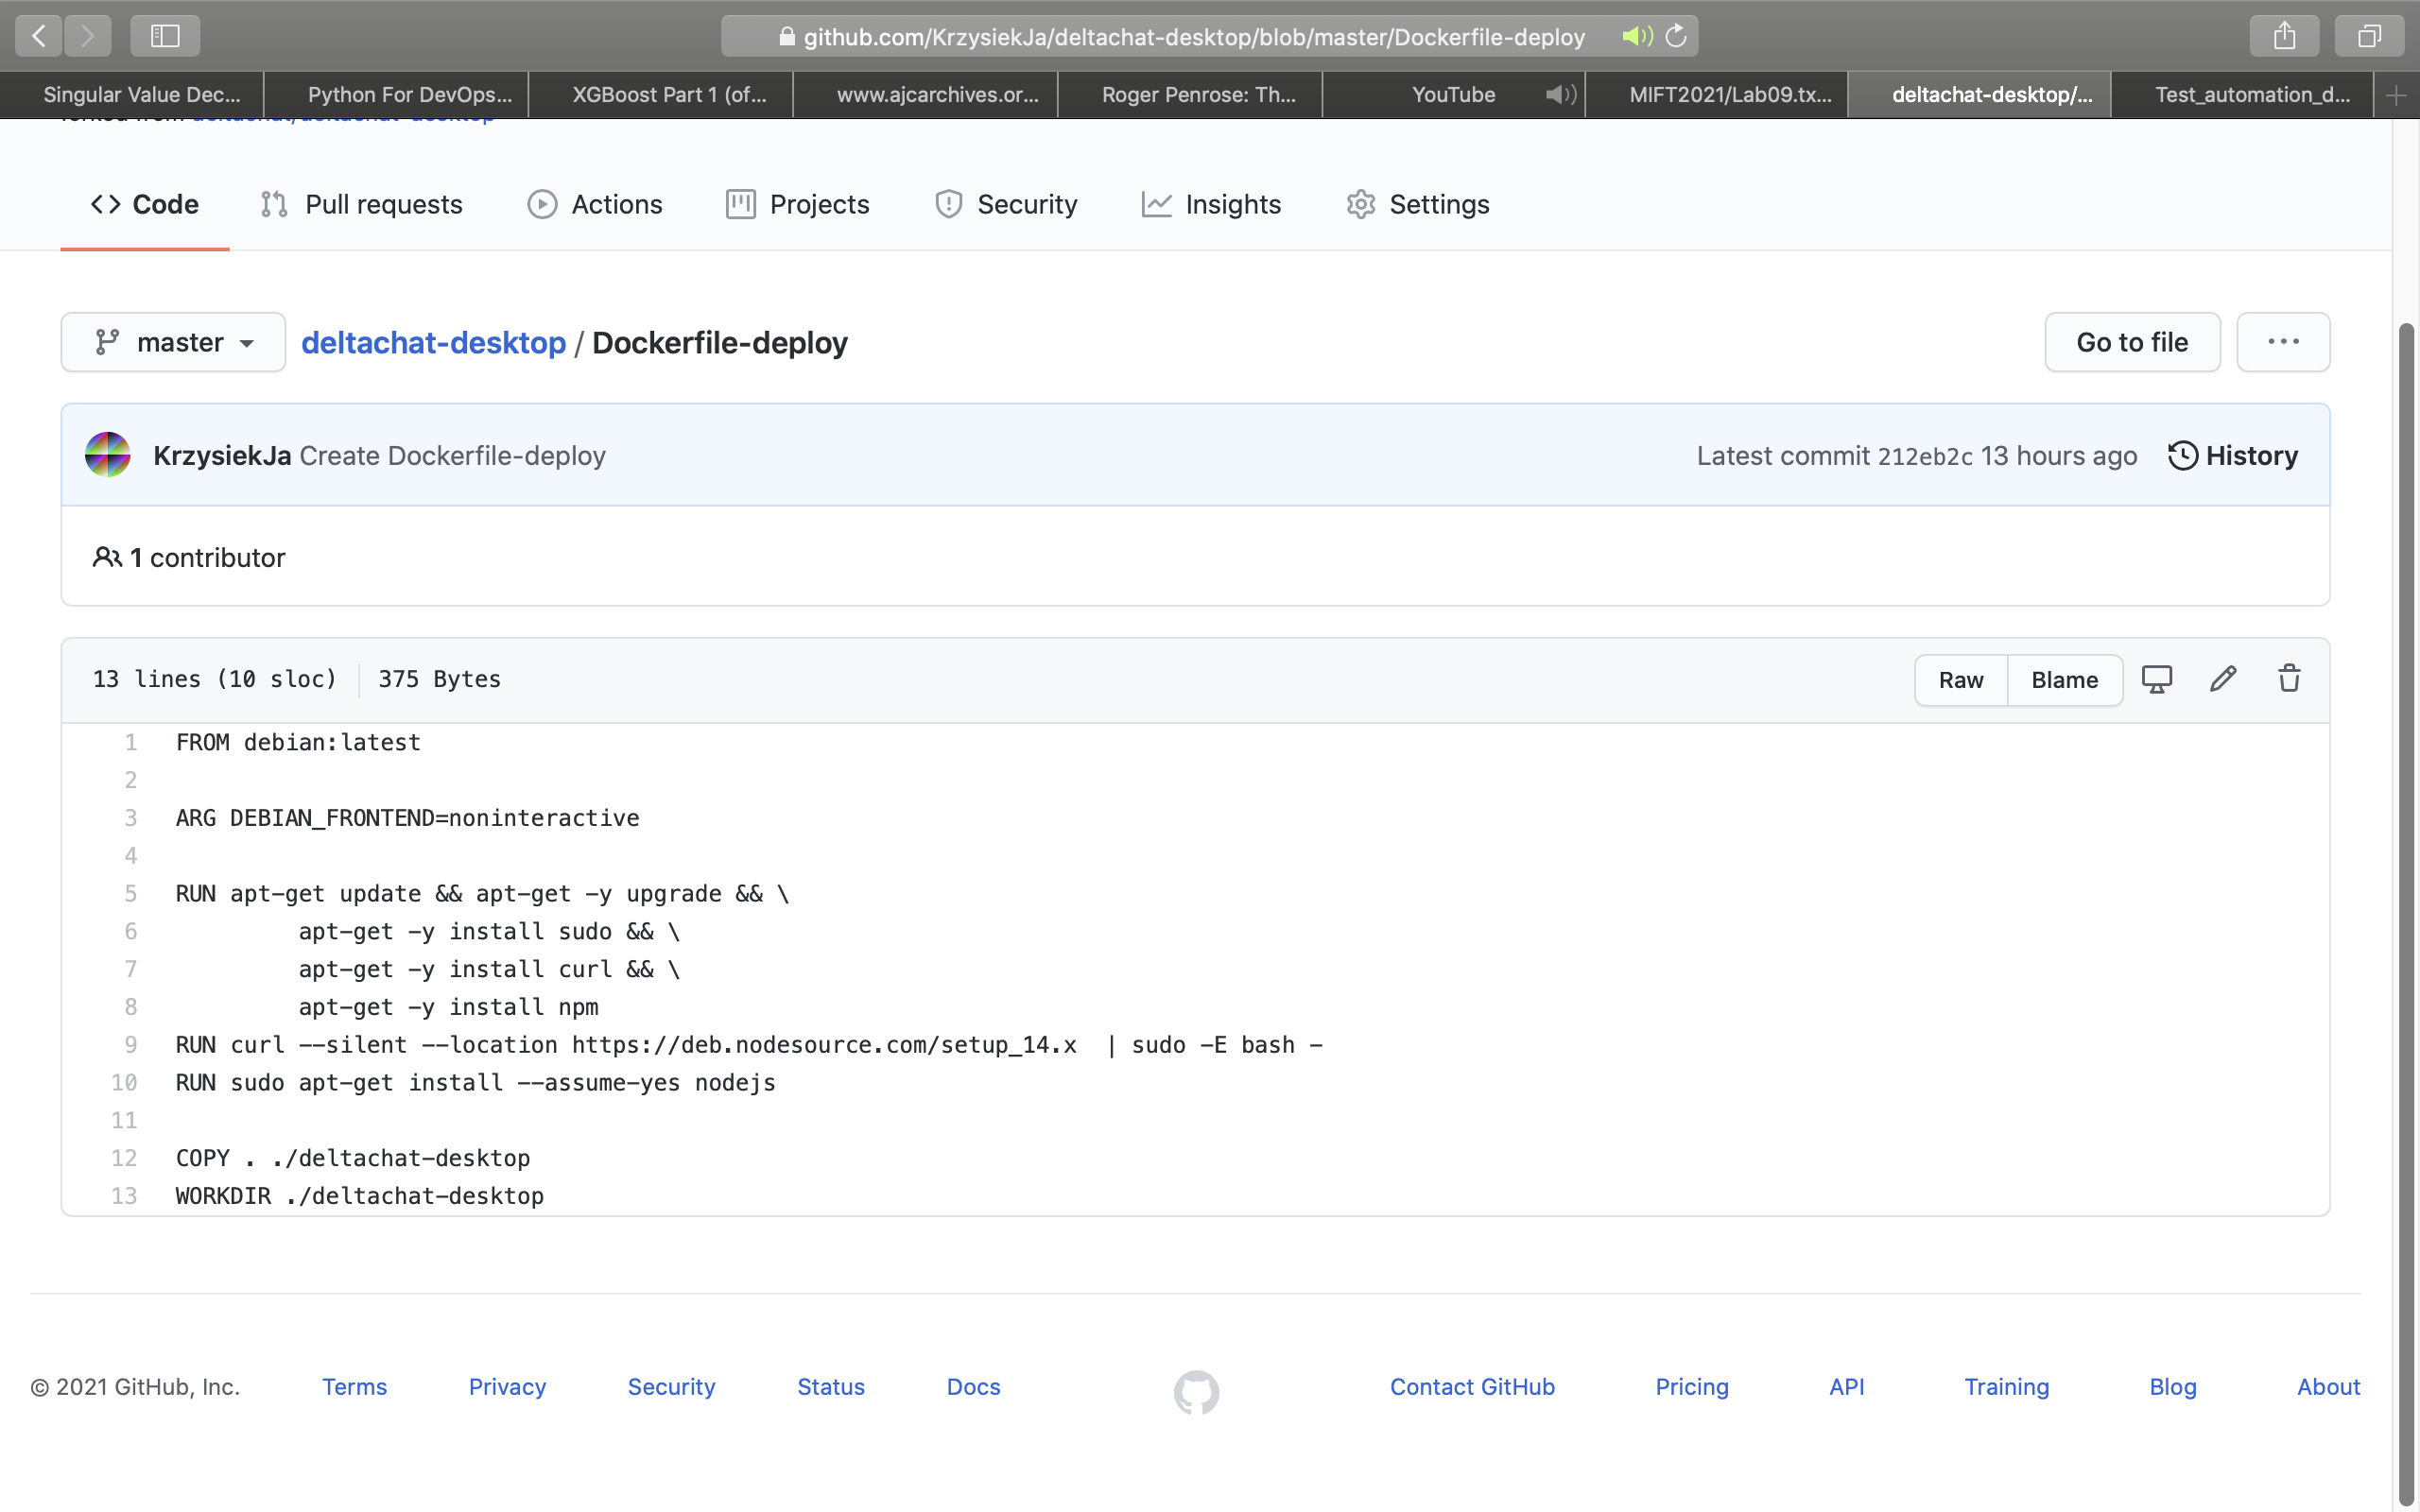 github.com/KrzysiekJa/deltachat-desktop/blob/master/Dockerfile-deploy
Singular Value Dec... Python For DevOps... XGBoost Part 1 (of... www.ajcarchives.or... Roger Penrose: Th... YouTube MIFT2021/Lab09.tx... deltachat-desktop/... Test_automation_d...
forked from deltachat/deltachat-desktop
Code Pull requests Actions Projects Security Insights Settings
master deltachat-desktop / Dockerfile-deploy Go to file ...
KrzysiekJa Create Dockerfile-deploy Latest commit 212eb2c 13 hours ago History
1 contributor
13 lines (10 sloc) 375 Bytes Raw Blame
1 FROM debian:latest
2
3 ARG DEBIAN_FRONTEND=noninteractive
4
5 RUN apt-get update && apt-get -y upgrade && \
6 apt-get -y install sudo && \
7 apt-get -y install curl && \
8 apt-get -y install npm
9 RUN curl --silent --location https://deb.nodesource.com/setup_14.x | sudo -E bash -
10 RUN sudo apt-get install --assume-yes nodejs
11
12 COPY . ./deltachat-desktop
13 WORKDIR ./deltachat-desktop
© 2021 GitHub, Inc. Terms Privacy Security Status Docs Contact GitHub Pricing API Training Blog About